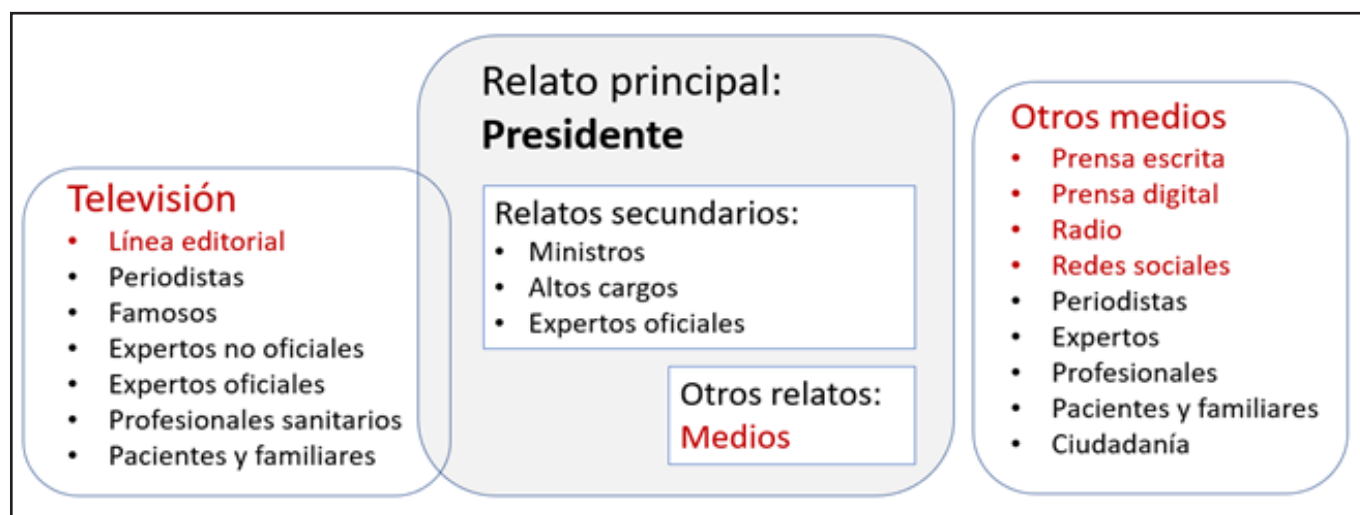 Televisión
• Línea editorial
• Periodistas
• Famosos
• Expertos no oficiales
• Expertos oficiales
• Profesionales sanitarios
• Pacientes y familiares
Relato principal:
Presidente
Relatos secundarios:
• Ministros
• Altos cargos
• Expertos oficiales
Otros relatos:
Medios
Otros medios
• Prensa escrita
• Prensa digital
• Radio
• Redes sociales
• Periodistas
• Expertos
• Profesionales
• Pacientes y familiares
• Ciudadanía